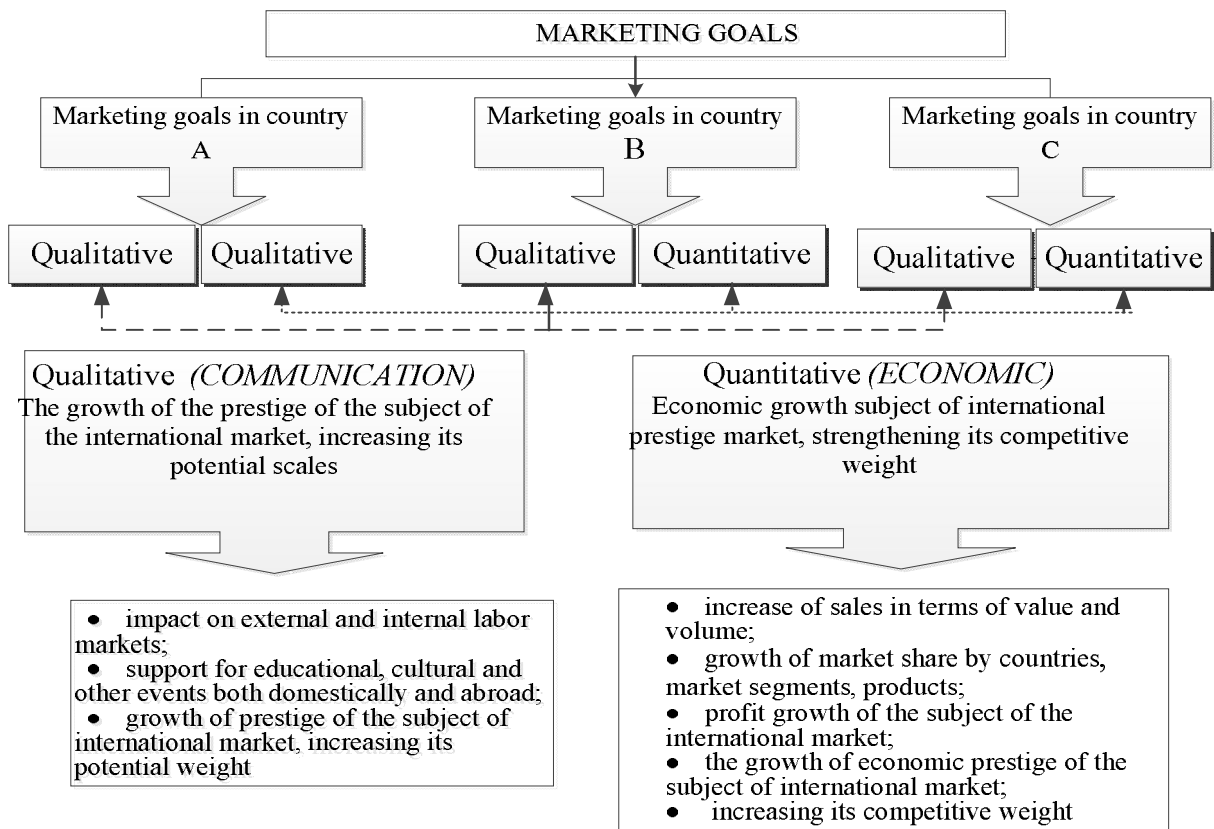 MARKETING GOALS
Marketing goals in country
A
Marketing goals in country
B
Marketing goals in country
C
Qualitative
Qualitative
Qualitative
Quantitative
Qualitative
Quantitative
Qualitative (COMMUNICATION)
The growth of the prestige of the subject of
the international market, increasing its
potential scales
Quantitative (ECONOMIC)
Economic growth subject of international
prestige market, strengthening its competitive
weight
● impact on external and internal labor
markets;
● support for educational, cultural and
other events both domestically and abroad;
● growth of prestige of the subject of
international market, increasing its
potential weight
● increase of sales in terms of value and
volume;
● growth of market share by countries,
market segments, products;
● profit growth of the subject of the
international market;
● the growth of economic prestige of the
subject of international market;
● increasing its competitive weight